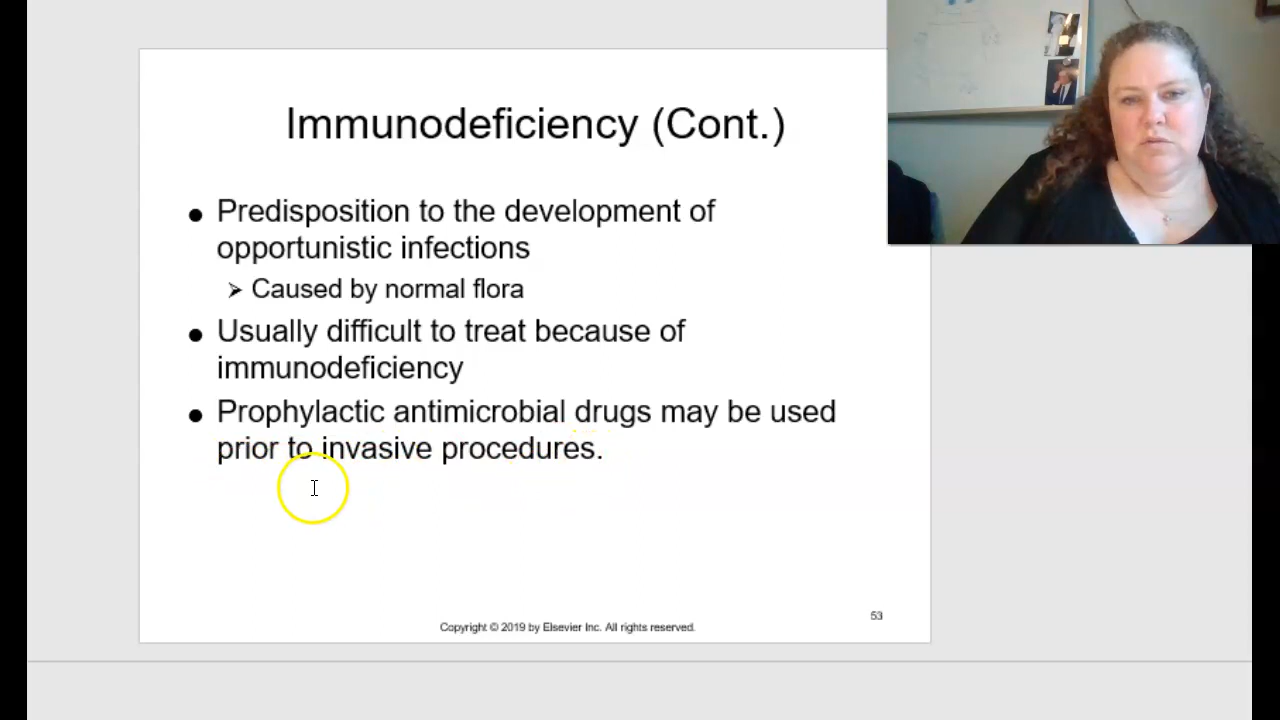 Immunodeficiency (Cont.)
● Predisposition to the development of
opportunistic infections
➢ Caused by normal flora
● Usually difficult to treat because of
immunodeficiency
● Prophylactic antimicrobial drugs may be used
prior to invasive procedures.
53
Copyright © 2019 by Elsevier Inc. All rights reserved.